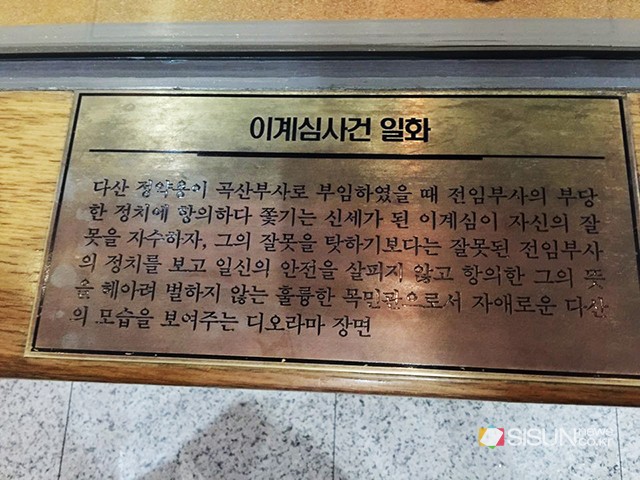 이계심사건 일화
다산 정약용이 곡산부사로 부임하였을 때 전임부사의 부당
한 정치에 항의하다 쫓기는 신세가 된 이계심이 자신의 잘
못을 자수하자, 그의 잘못을 탓하기보다는 잘못된 전임부사
의 정치를 보고 일신의 안전을 살피지 않고 항의한 그의 뜻
을 헤아려 벌하지 않는 훌륭한 목민관으로서 자애로운 다산
의 모습을 보여주는 디오라마 장면
SISUN
CO.KR